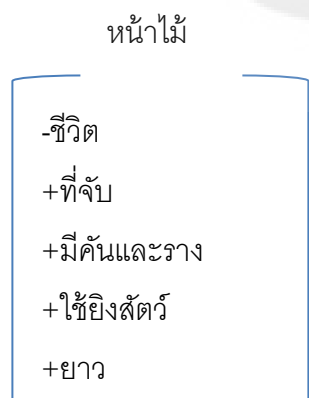 หน้าไม้
-ชีวิต
+ที่จับ
+มีคันและราง
+ใช้ยิงสัตว์
+ยาว